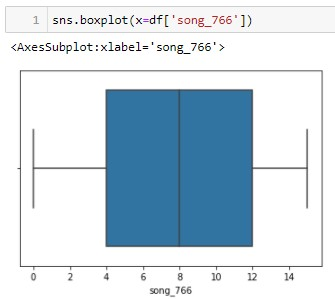 1 sns.boxplot(x=df['song_766'])
<AxesSubplot:xlabel='song_766'>
0 2 4 6 8 10 12 14
song_766